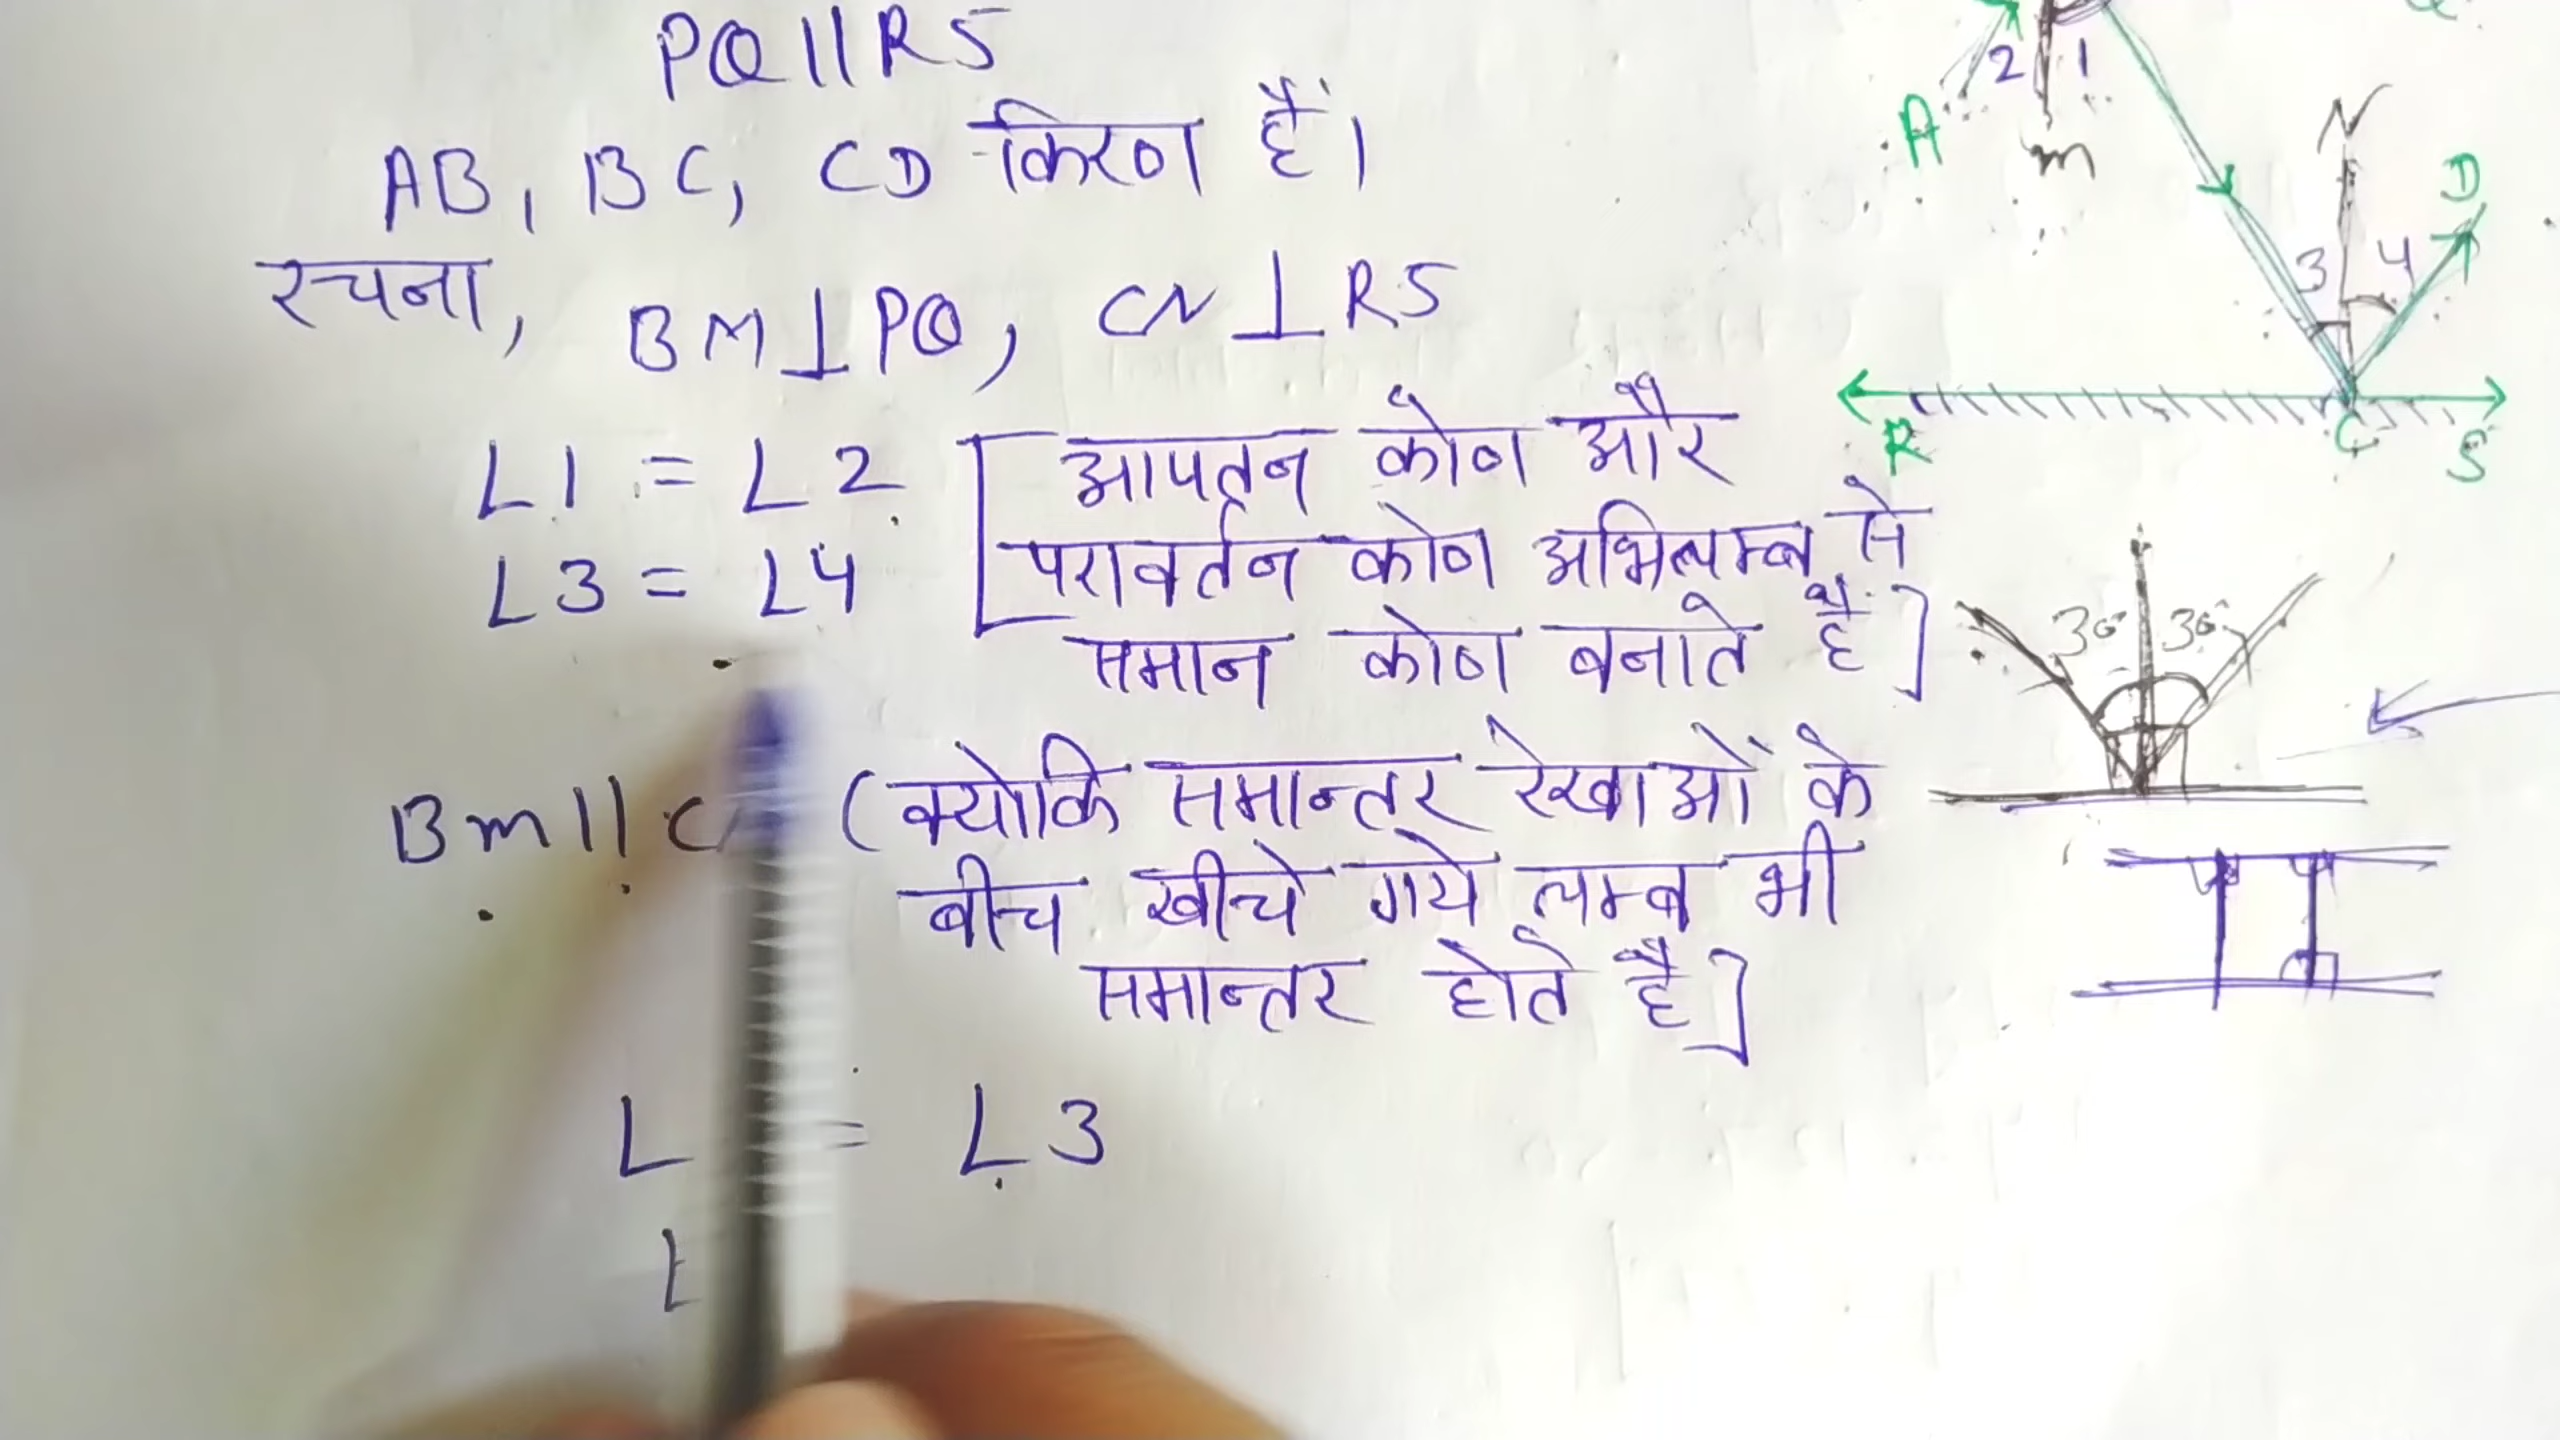 PQ || RS
AB, BC, CD किरण हैं।
रचना,
BM ⊥ PQ, CN ⊥ RS
∠1 = ∠2 [आपतन कोण और
∠3 = ∠4 परावर्तन कोण अभिलम्ब से
समान कोण बनाते है]
Bm || C (क्योकि समान्तर रेखाओं के
बीच खीचे गये लम्ब भी
समान्तर होते है]
∠ = ∠3
2 1
A
m
N
D
3 4
R
C
S
30° 30°